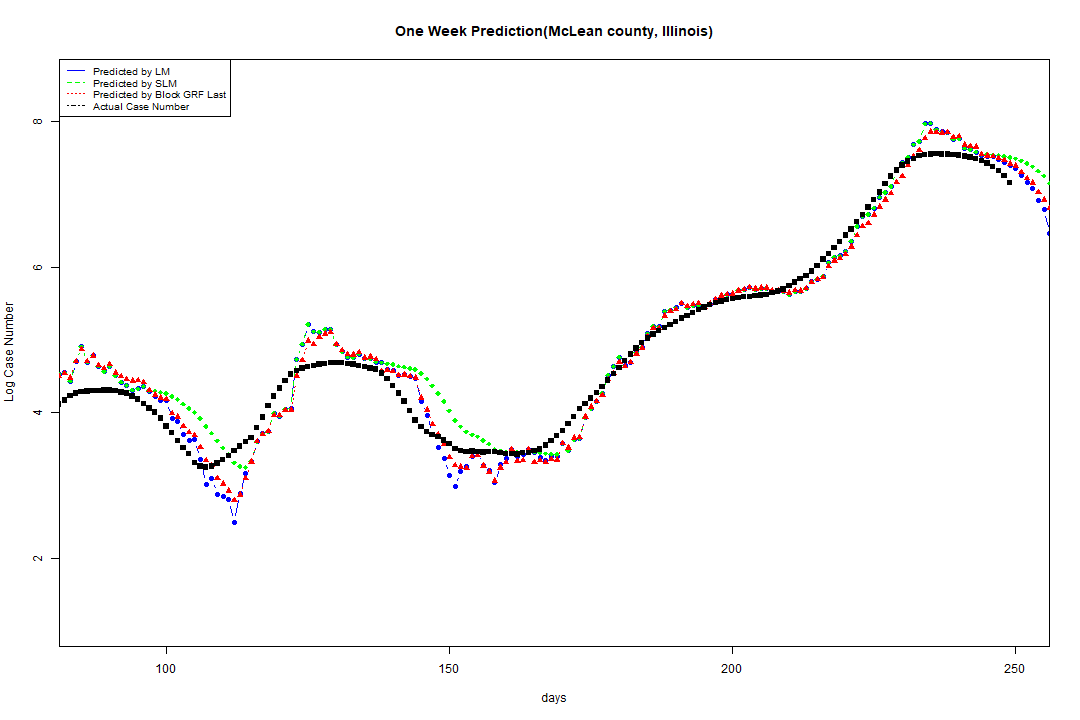 One Week Prediction(McLean county, Illinois)
Predicted by LM
Predicted by SLM
Predicted by Block GRF Last
Actual Case Number
8
6
4
2
Log Case Number
100 150 200 250
days